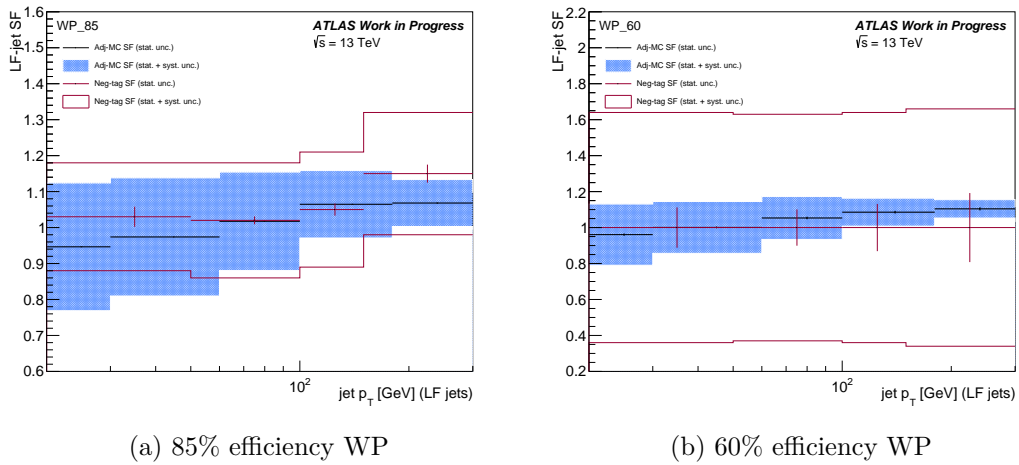 WP_85
ATLAS Work in Progress
√s = 13 TeV
Adj-MC SF (stat. unc.)
Adj-MC SF (stat. + syst. unc.)
Neg-tag SF (stat. unc.)
Neg-tag SF (stat. + syst. unc.)
LF-jet SF
1.6
1.5
1.4
1.3
1.2
1.1
1
0.9
0.8
0.7
0.6
10²
jet p_T [GeV] (LF jets)
(a) 85% efficiency WP
WP_60
ATLAS Work in Progress
√s = 13 TeV
Adj-MC SF (stat. unc.)
Adj-MC SF (stat. + syst. unc.)
Neg-tag SF (stat. unc.)
Neg-tag SF (stat. + syst. unc.)
LF-jet SF
2.2
2
1.8
1.6
1.4
1.2
1
0.8
0.6
0.4
0.2
10²
jet p_T [GeV] (LF jets)
(b) 60% efficiency WP